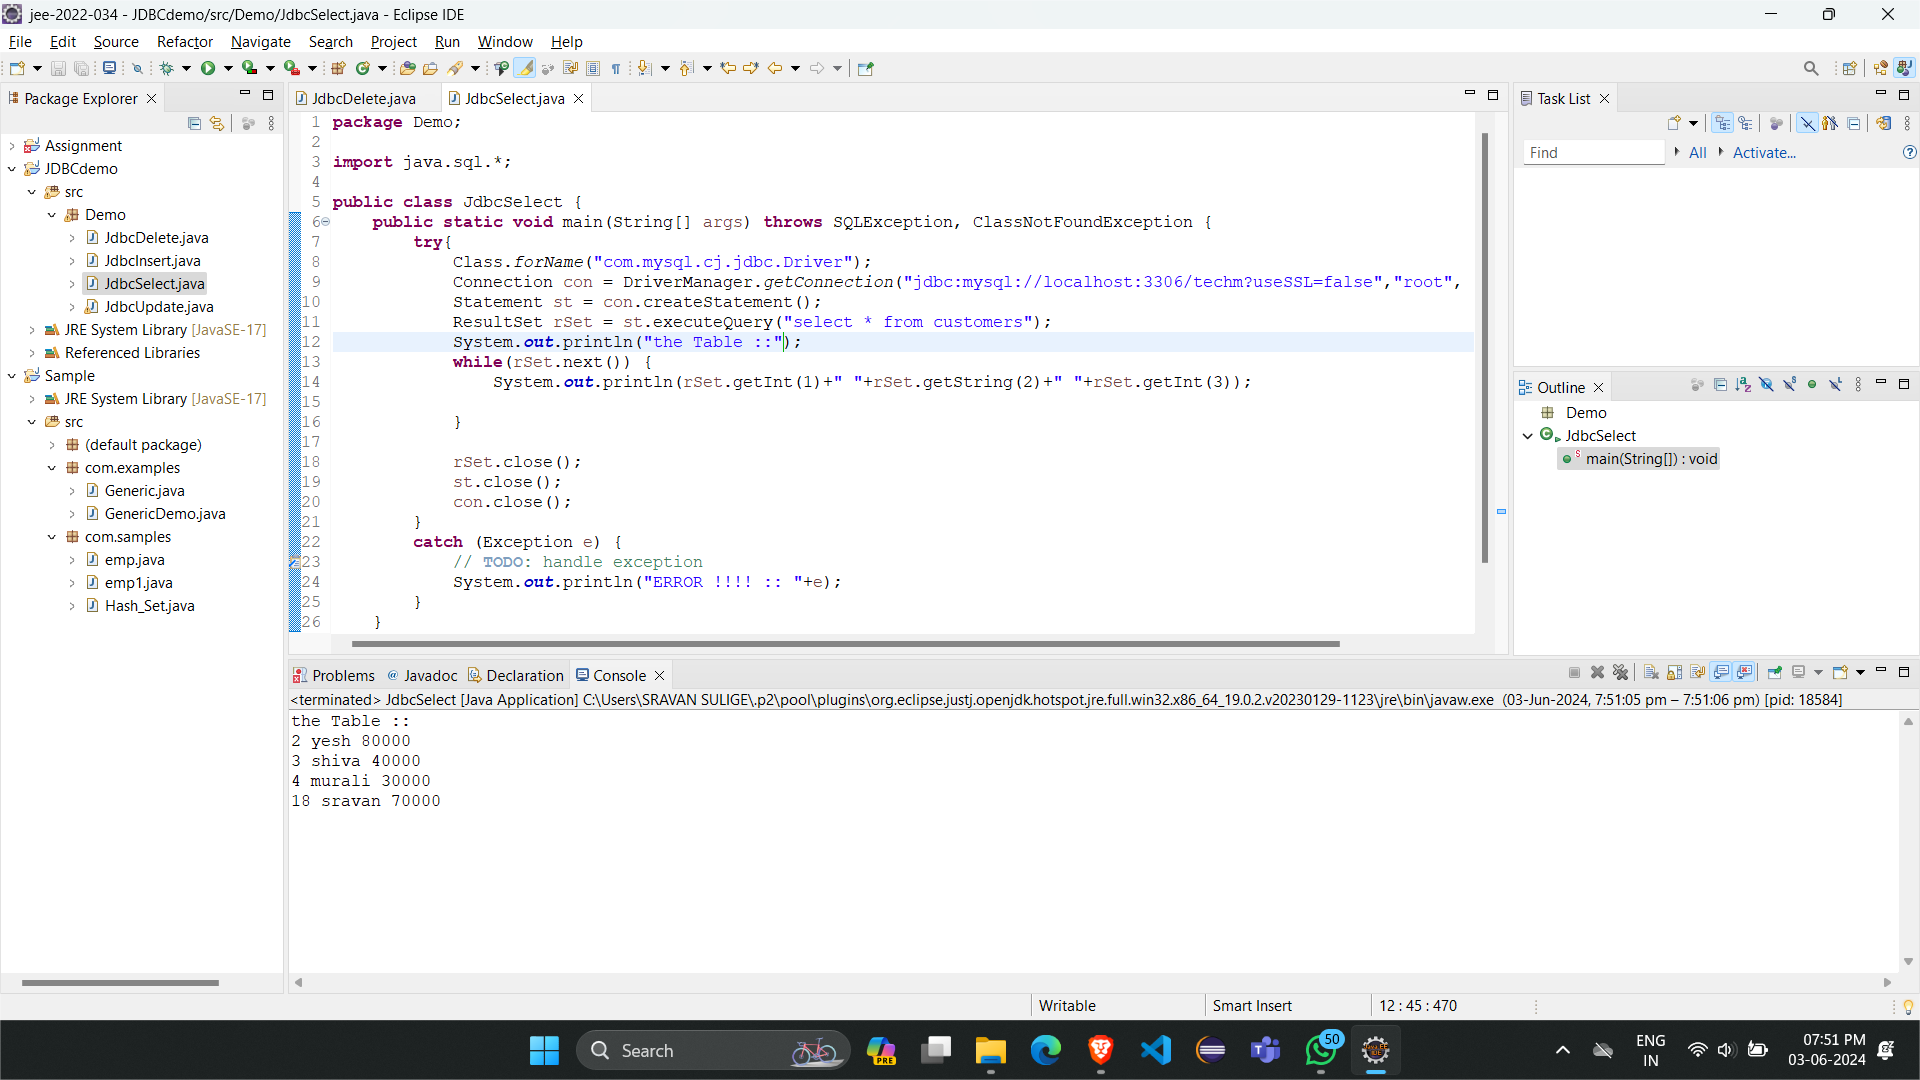 jee-2022-034 - JDBCdemo/src/Demo/JdbcSelect.java - Eclipse IDE
File Edit Source Refactor Navigate Search Project Run Window Help
Package Explorer
Assignment
JDBCdemo
src
Demo
JdbcDelete.java
JdbcInsert.java
JdbcSelect.java
JdbcUpdate.java
JRE System Library [JavaSE-17]
Referenced Libraries
Sample
JRE System Library [JavaSE-17]
src
(default package)
com.examples
Generic.java
GenericDemo.java
com.samples
emp.java
emp1.java
Hash_Set.java
JdbcDelete.java JdbcSelect.java
1 package Demo;
2
3 import java.sql.*;
4
5 public class JdbcSelect {
6 public static void main(String[] args) throws SQLException, ClassNotFoundException {
7 try{
8 Class.forName("com.mysql.cj.jdbc.Driver");
9 Connection con = DriverManager.getConnection("jdbc:mysql://localhost:3306/techm?useSSL=false","root",
10 Statement st = con.createStatement();
11 ResultSet rSet = st.executeQuery("select * from customers");
12 System.out.println("the Table ::");
13 while(rSet.next()) {
14 System.out.println(rSet.getInt(1)+" "+rSet.getString(2)+" "+rSet.getInt(3));
15
16 }
17
18 rSet.close();
19 st.close();
20 con.close();
21 }
22 catch (Exception e) {
23 // TODO: handle exception
24 System.out.println("ERROR !!!! :: "+e);
25 }
26 }
Task List
Find All Activate...
Outline
Demo
JdbcSelect
main(String[]) : void
Problems @ Javadoc Declaration Console
<terminated> JdbcSelect [Java Application] C:\Users\SRAVAN SULIGE\.p2\pool\plugins\org.eclipse.justj.openjdk.hotspot.jre.full.win32.x86_64_19.0.2.v20230129-1123\jre\bin\javaw.exe (03-Jun-2024, 7:51:05 pm – 7:51:06 pm) [pid: 18584]
the Table ::
2 yesh 80000
3 shiva 40000
4 murali 30000
18 sravan 70000
Writable Smart Insert 12 : 45 : 470
Search
PRE
50
ENG
IN
07:51 PM
03-06-2024